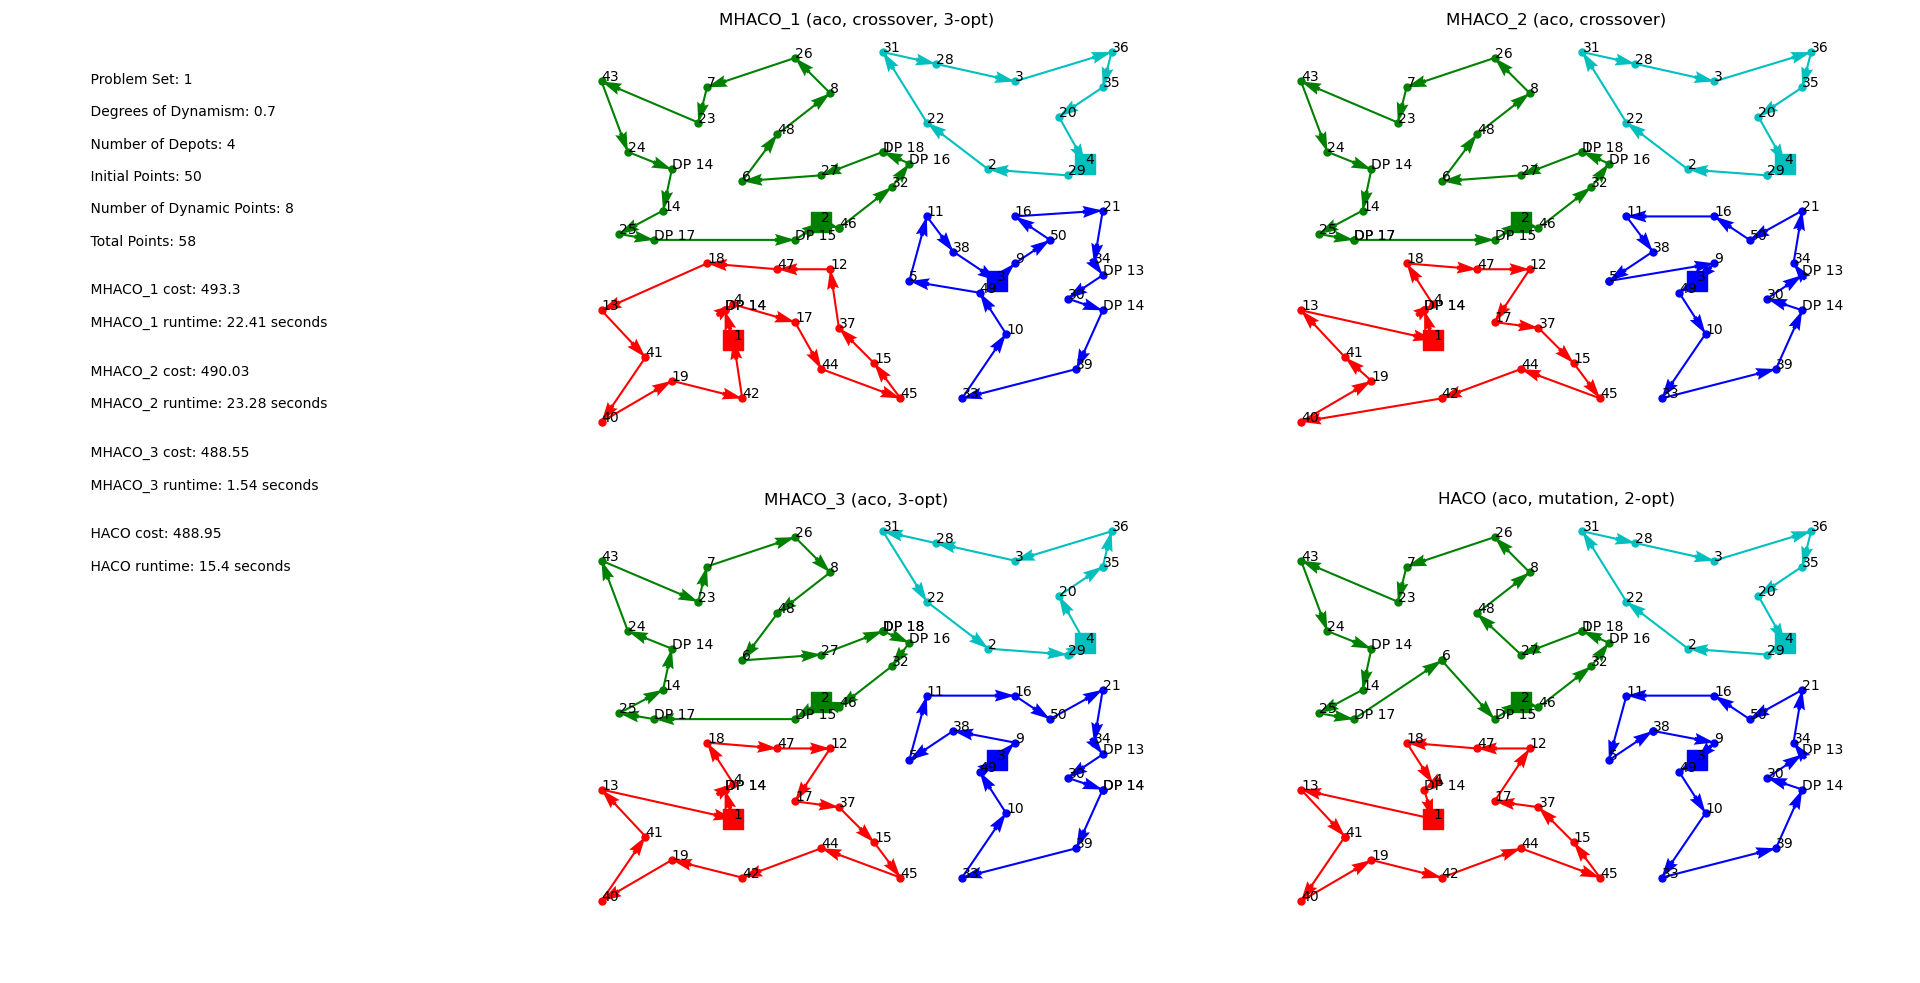 Problem Set: 1
Degrees of Dynamism: 0.7
Number of Depots: 4
Initial Points: 50
Number of Dynamic Points: 8
Total Points: 58
MHACO_1 cost: 493.3
MHACO_1 runtime: 22.41 seconds
MHACO_2 cost: 490.03
MHACO_2 runtime: 23.28 seconds
MHACO_3 cost: 488.55
MHACO_3 runtime: 1.54 seconds
HACO cost: 488.95
HACO runtime: 15.4 seconds
MHACO_1 (aco, crossover, 3-opt)
31 36
26 28
43 7 3 35
8
23 22 20
48
24 DP 18
DP 14 DP 16 4
6 27 2 29
32
14 11 16 21
2 46
25 DP 17 DP 15 50
38
18 47 12 9 34
DP 13
5 3
49 30
13 4 DP 14
DP 14
17
37 10
1
41
15
44 39
19
42 45 33
40
MHACO_2 (aco, crossover)
31 36
26 28
43 7 3 35
8
23 22 20
48
24 DP 18
DP 14 DP 16 4
6 27 2 29
32
14 11 16 21
2 46
25 DP 17 DP 15 50
38
18 47 12 9 34
DP 13
5 3
49 30
13 4 DP 14
DP 14
17
37 10
1
41
15
44 39
19
42 45 33
40
MHACO_3 (aco, 3-opt)
31 36
26 28
43 7 3 35
8
23 22 20
48
24 DP 18
DP 14 DP 16 4
6 27 2 29
32
14 11 16 21
2 46
25 DP 17 DP 15 50
38
18 47 12 9 34
DP 13
5 3
49 30
13 4 DP 14
DP 14
17
37 10
1
41
15
44 39
19
42 45 33
40
HACO (aco, mutation, 2-opt)
31 36
26 28
43 7 3 35
8
23 22 20
48
24 DP 18
DP 14 DP 16 4
6 27 2 29
32
14 11 16 21
2 46
25 DP 17 DP 15 50
38
18 47 12 9 34
DP 13
5 3
49 30
13 4 DP 14
DP 14
17
37 10
1
41
15
44 39
19
42 45 33
40